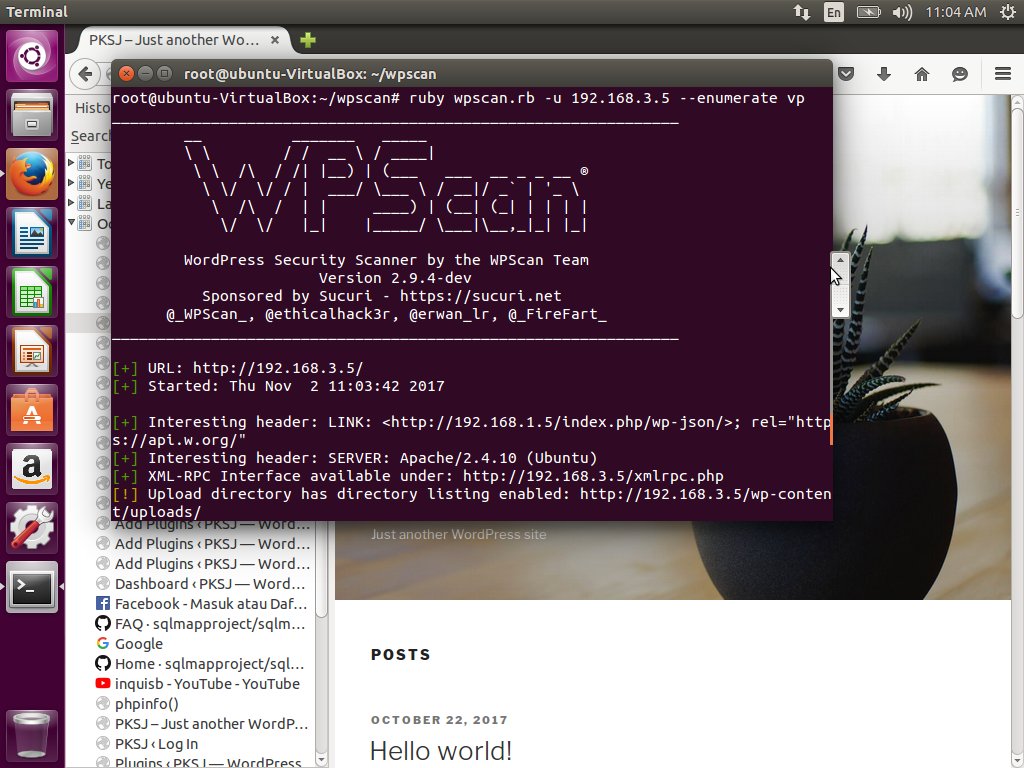 Terminal
En
11:04 AM
PKSJ – Just another Wo…
root@ubuntu-VirtualBox: ~/wpscan
Histo
Search
To
Ye
La
Oc
root@ubuntu-VirtualBox:~/wpscan# ruby wpscan.rb -u 192.168.3.5 --enumerate vp
WPScan ®
WordPress Security Scanner by the WPScan Team
Version 2.9.4-dev
Sponsored by Sucuri - https://sucuri.net
@_WPScan_, @ethicalhack3r, @erwan_lr, @_FireFart_
[+] URL: http://192.168.3.5/
[+] Started: Thu Nov  2 11:03:42 2017
[+] Interesting header: LINK: <http://192.168.1.5/index.php/wp-json/>; rel="http
s://api.w.org/"
[+] Interesting header: SERVER: Apache/2.4.10 (Ubuntu)
[+] XML-RPC Interface available under: http://192.168.3.5/xmlrpc.php
[!] Upload directory has directory listing enabled: http://192.168.3.5/wp-conten
t/uploads/
Add Plugins ‹ PKSJ — Word…
Add Plugins ‹ PKSJ — Word…
Add Plugins ‹ PKSJ — Word…
Dashboard ‹ PKSJ — Word…
Facebook - Masuk atau Daf…
FAQ · sqlmapproject/sqlm…
Google
Home · sqlmapproject/sql…
inquisb - YouTube - YouTube
phpinfo()
PKSJ – Just another WordP…
PKSJ ‹ Log In
Plugins ‹ PKSJ — WordPress
Just another WordPress site
POSTS
OCTOBER 22, 2017
Hello world!